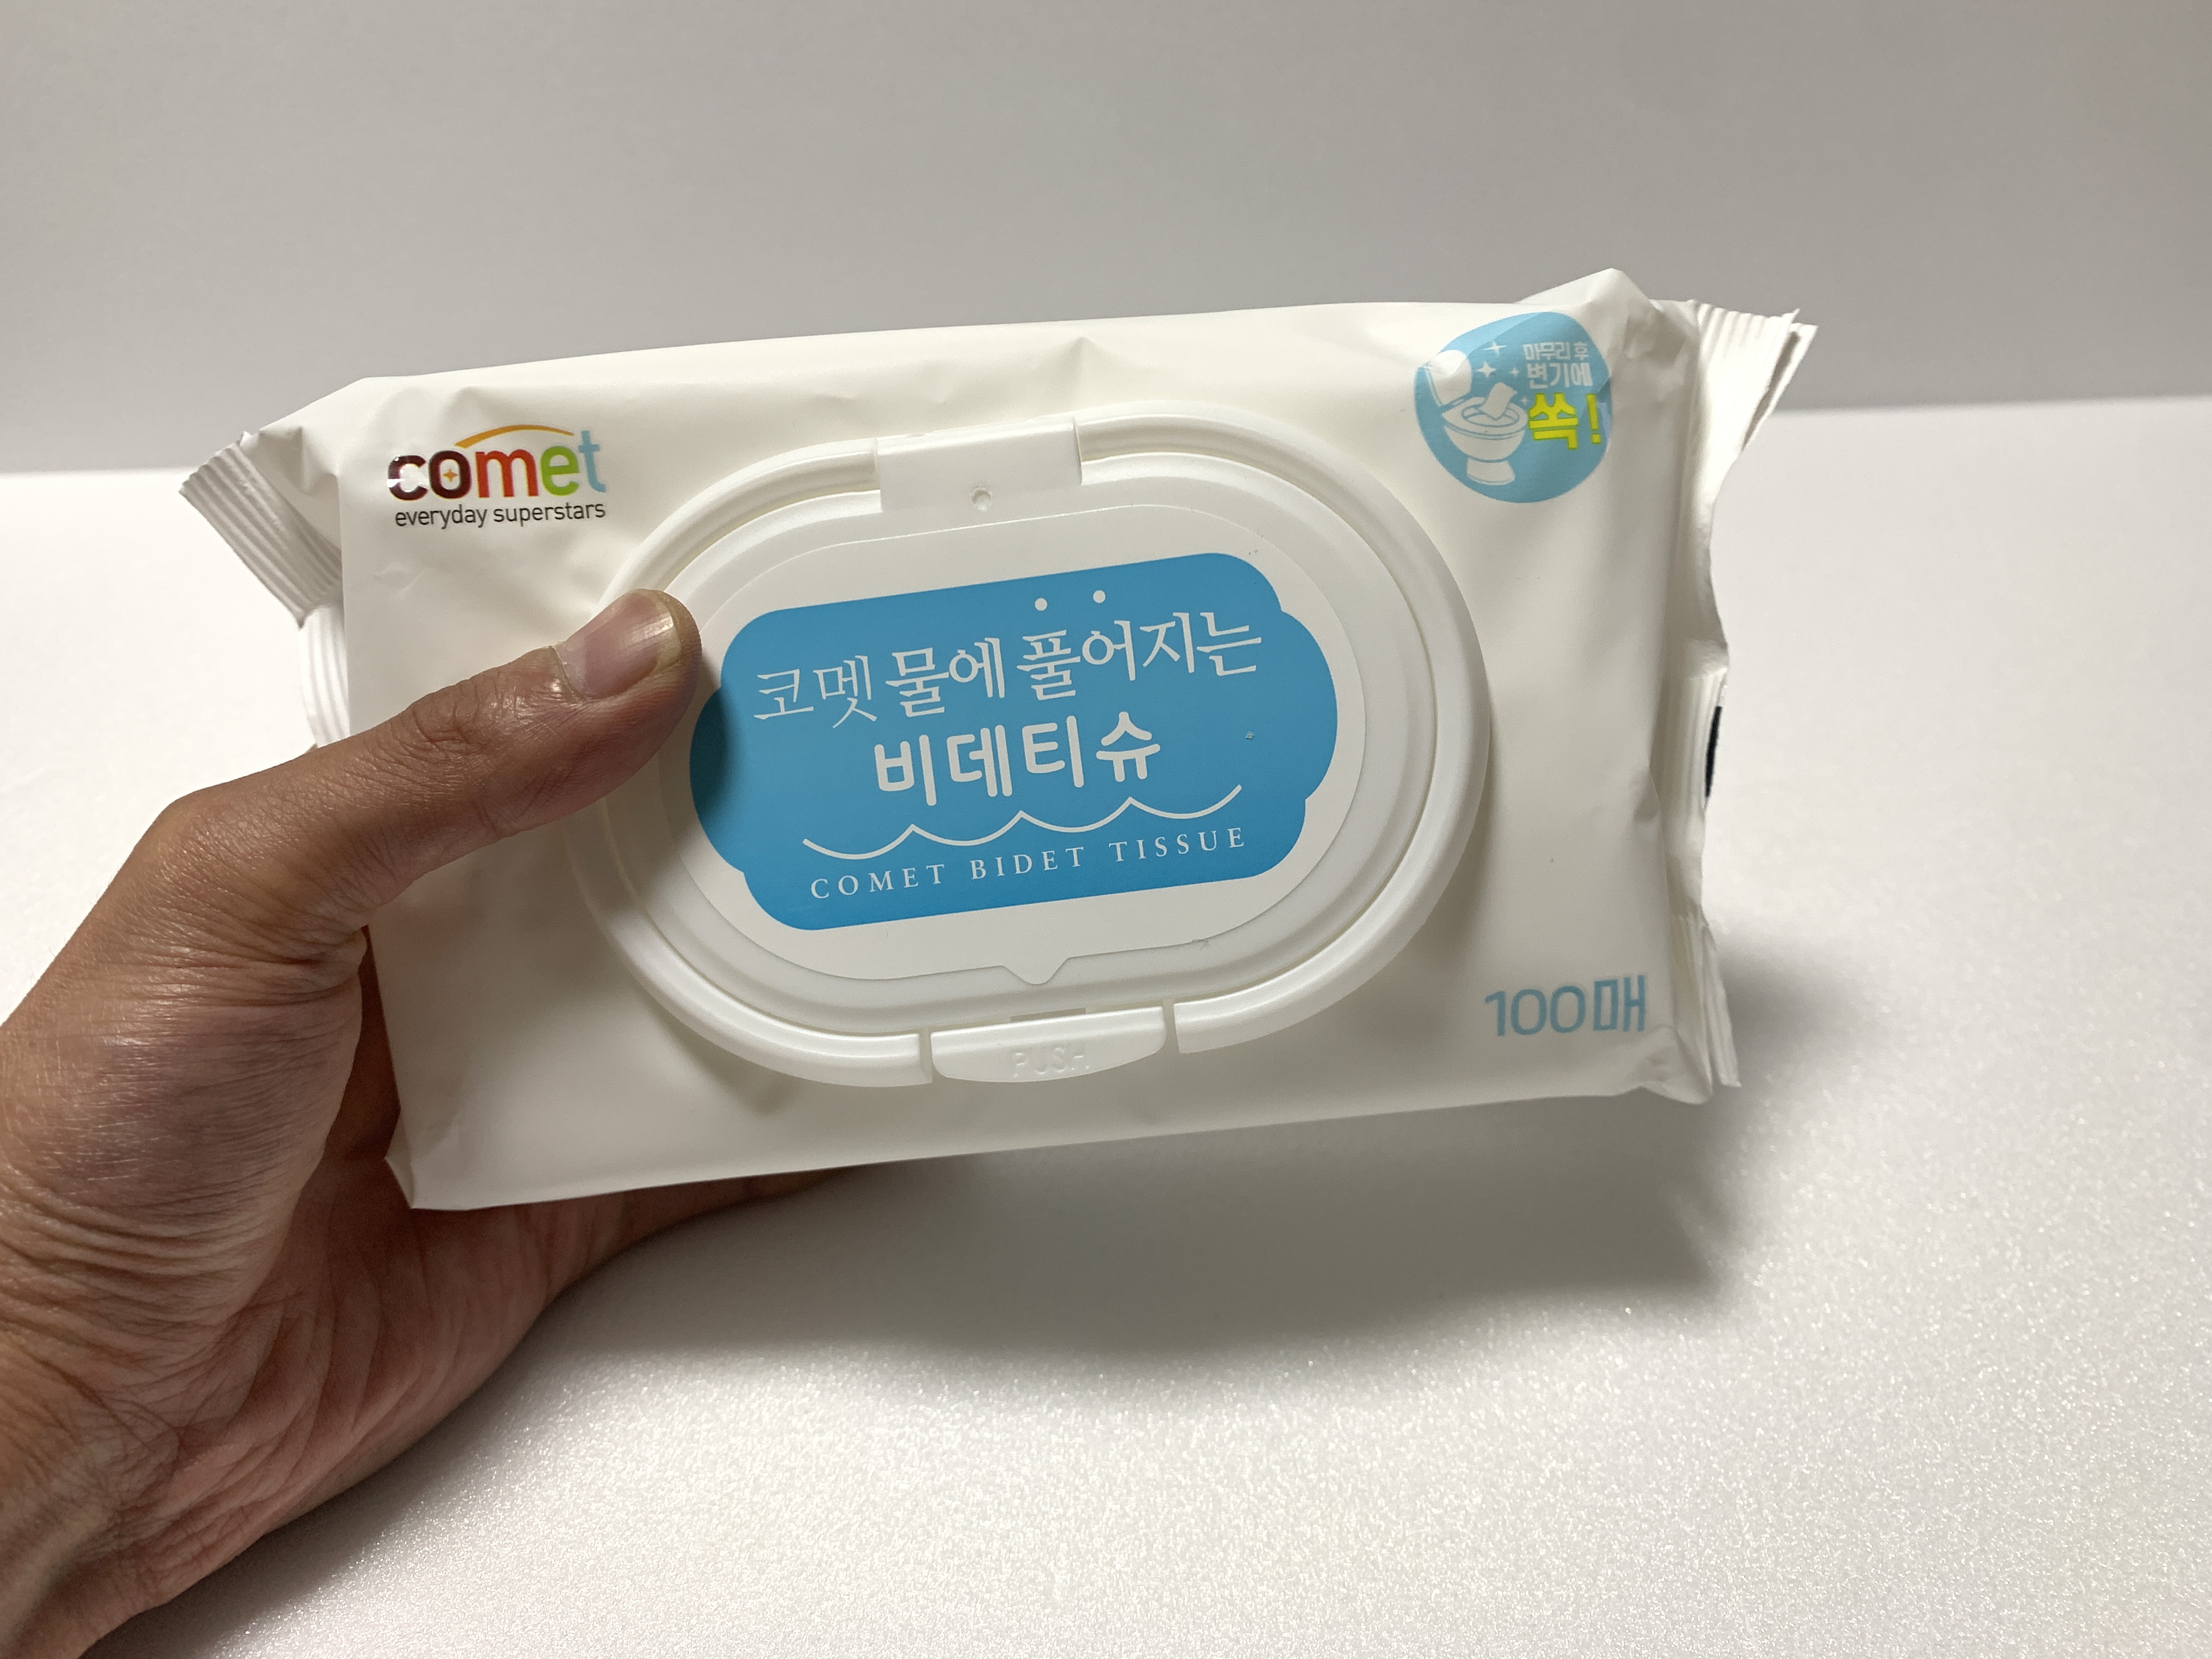 comet
everyday superstars
마무리 후
변기에
쏙!
코멧 물에 풀어지는
비데티슈
COMET BIDET TISSUE
PUSH
100매